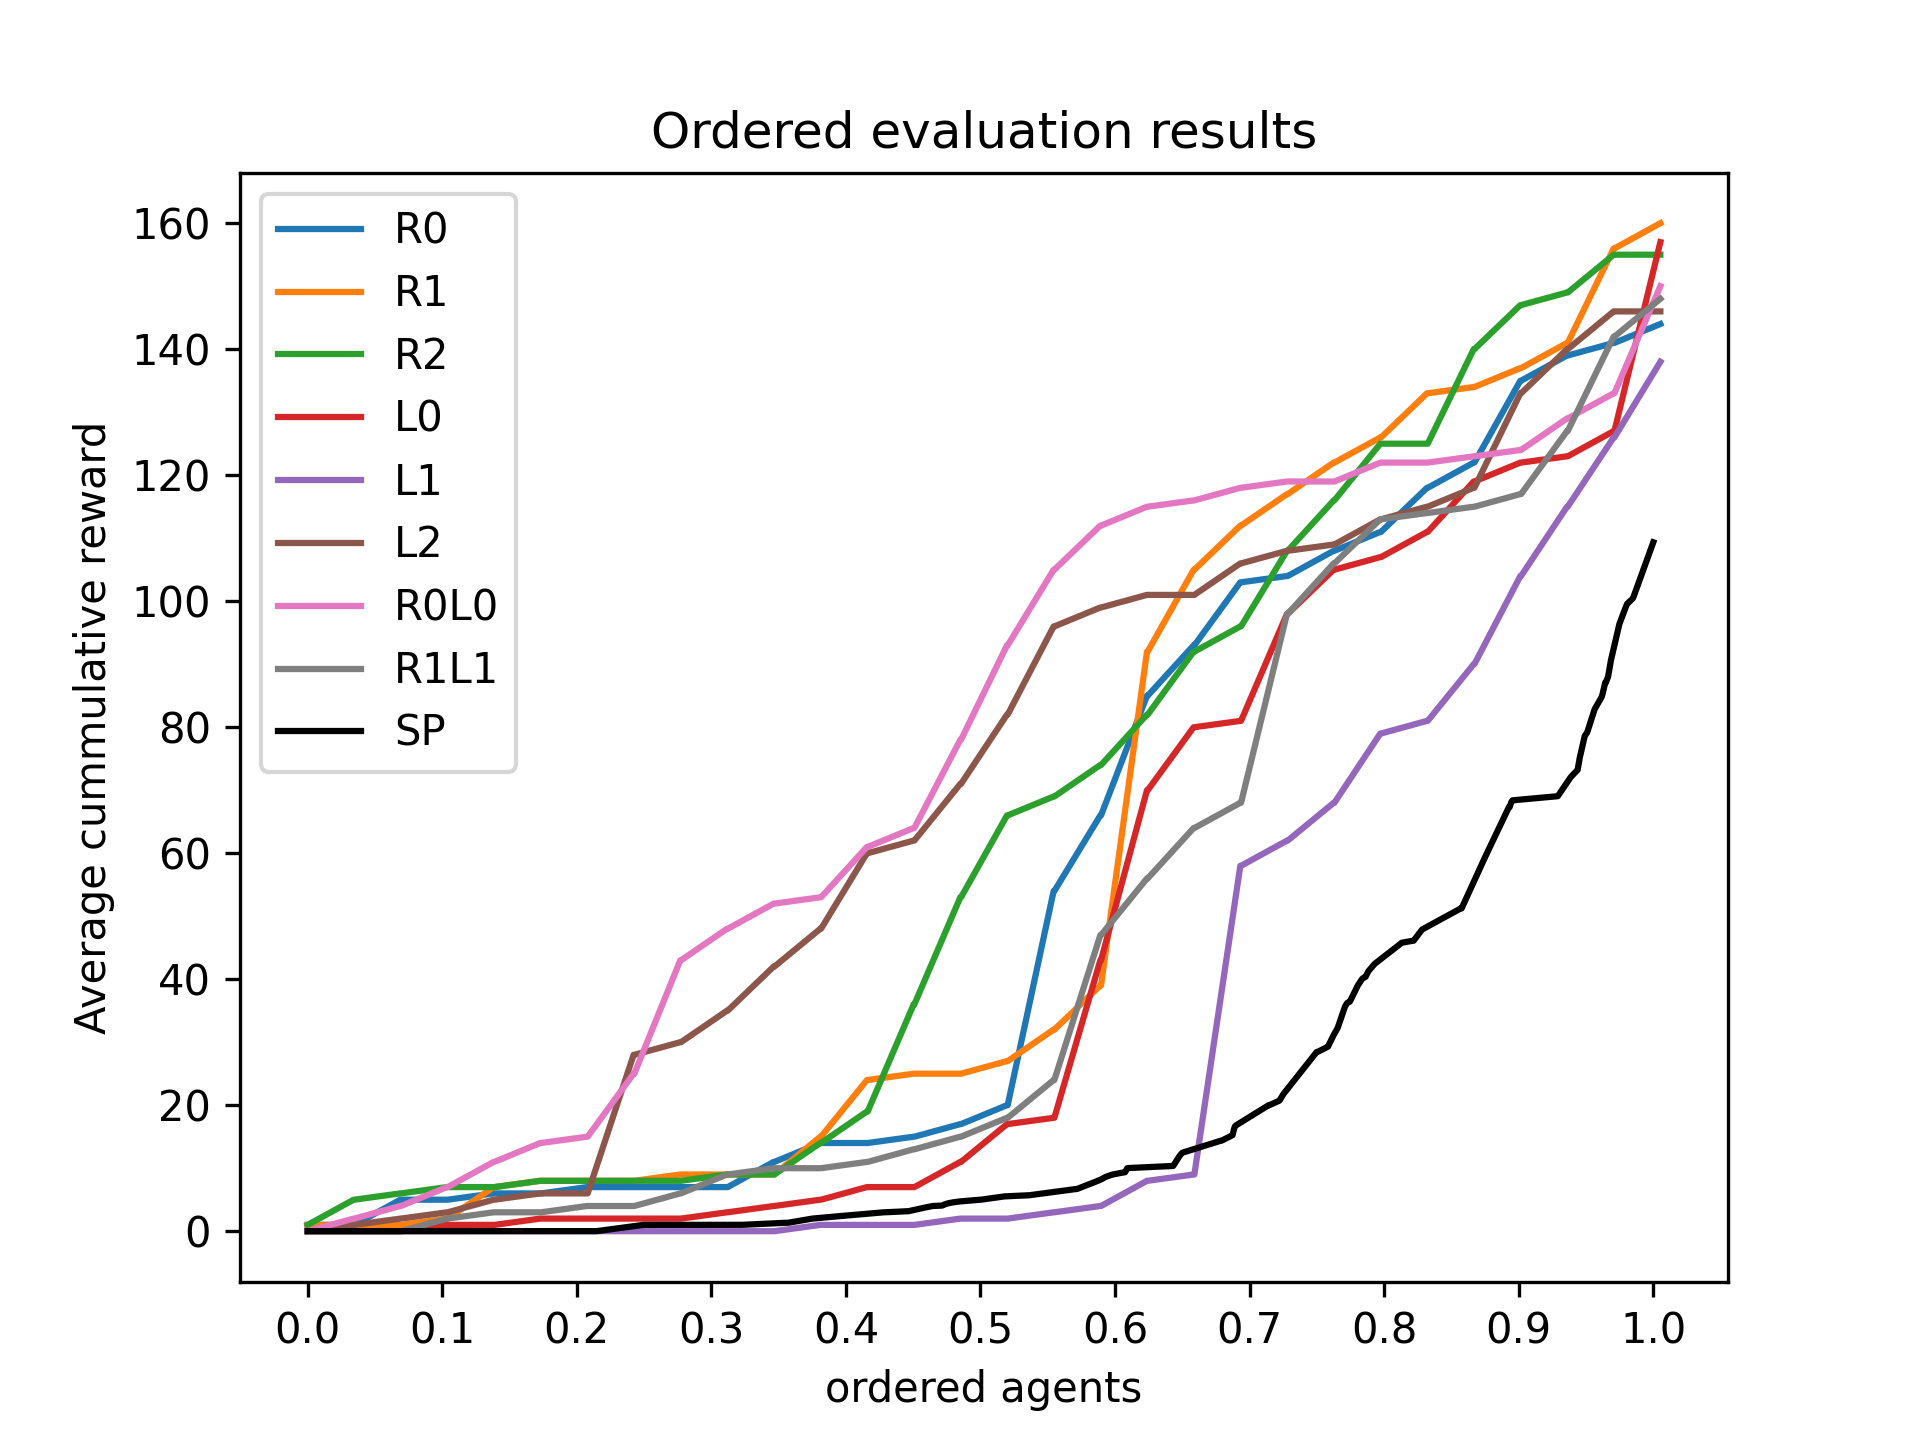 Ordered evaluation results
Average cummulative reward
160
140
120
100
80
60
40
20
0
R0
R1
R2
L0
L1
L2
R0L0
R1L1
SP
0.0 0.1 0.2 0.3 0.4 0.5 0.6 0.7 0.8 0.9 1.0
ordered agents